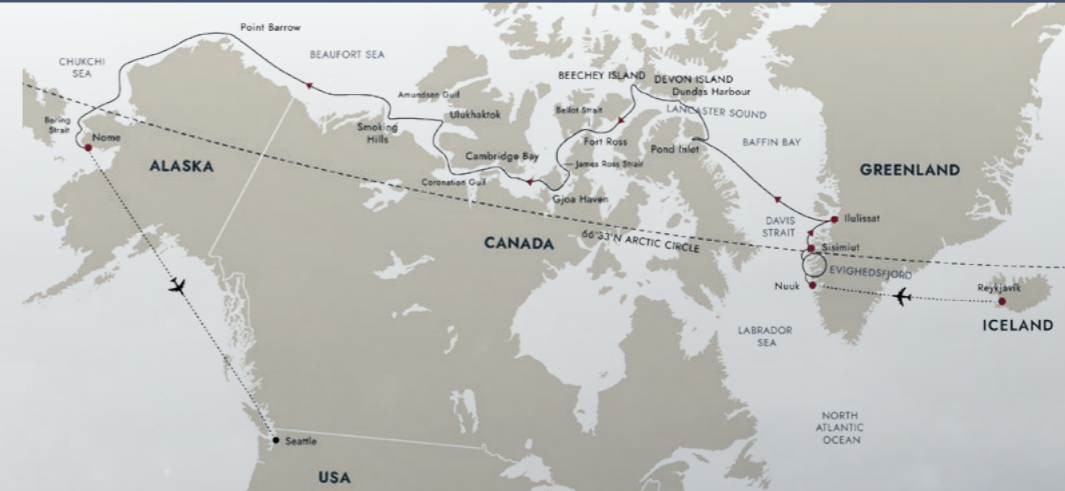 Point Barrow
CHUKCHI
SEA
BEAUFORT SEA
BEECHEY ISLAND
DEVON ISLAND
Dundas Harbour
Amundsen Gulf
Ulukhaktok
Bellot Strait
LANCASTER SOUND
Bering
Strait
Nome
Smoking
Hills
Fort Ross
Pond Inlet
BAFFIN BAY
Cambridge Bay
James Ross Strait
ALASKA
GREENLAND
Coronation Gulf
Gjoa Haven
DAVIS
STRAIT
Ilulissat
CANADA
66°33'N ARCTIC CIRCLE
Sisimiut
EVIGHEDSFJORD
Nuuk
Reykjavik
ICELAND
LABRADOR
SEA
NORTH
ATLANTIC
OCEAN
Seattle
USA